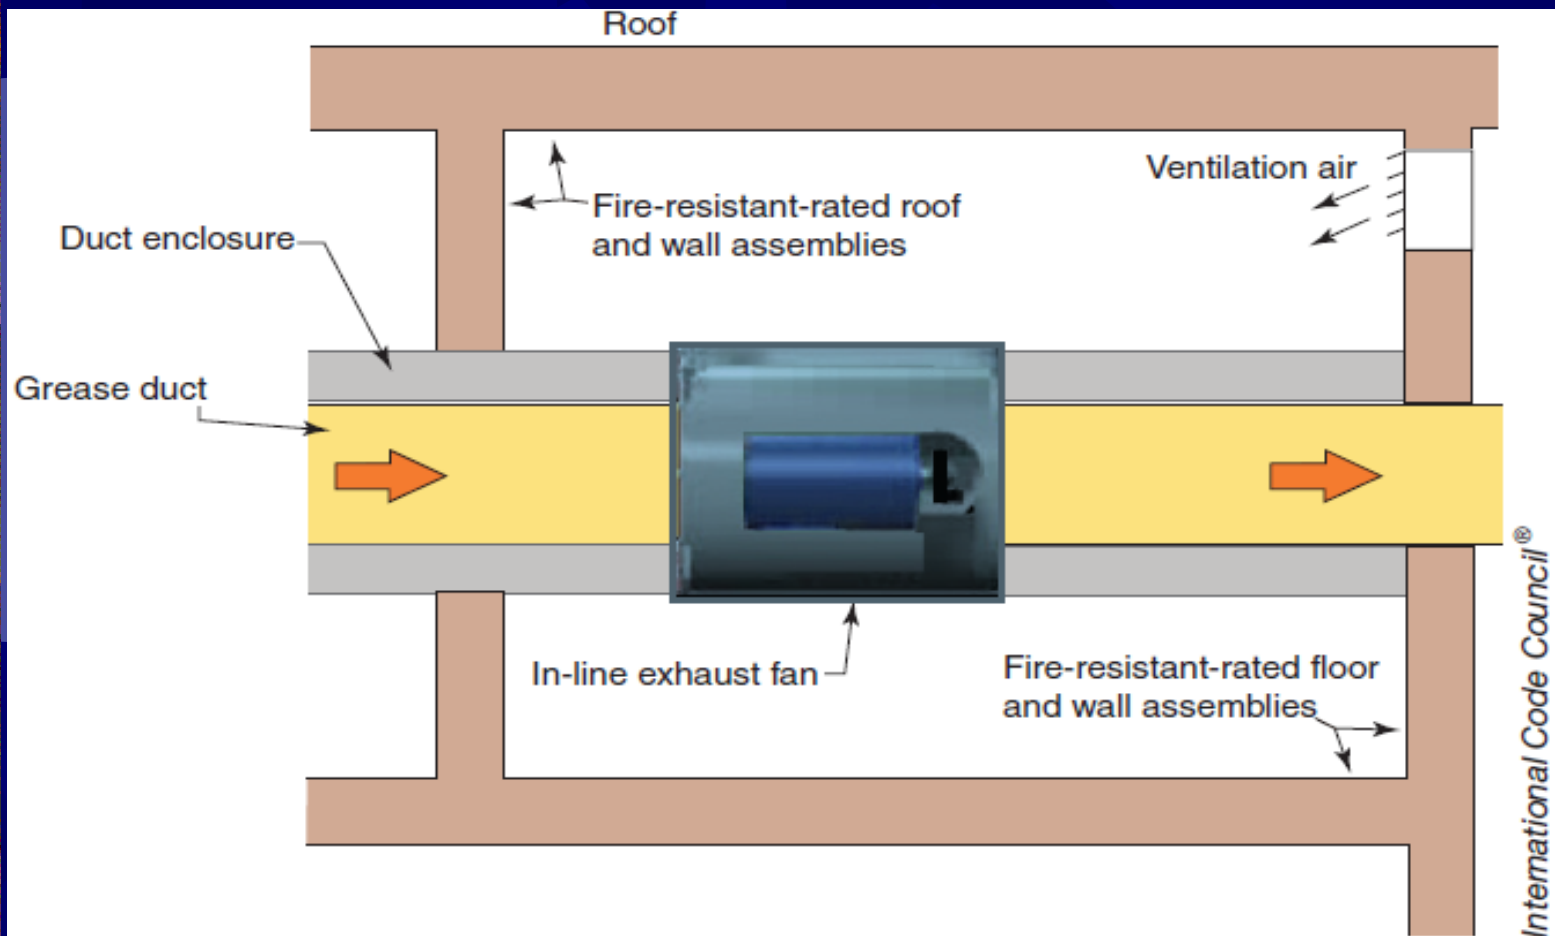 Roof
Ventilation air
Fire-resistant-rated roof
and wall assemblies
Duct enclosure
Grease duct
In-line exhaust fan
Fire-resistant-rated floor
and wall assemblies
International Code Council®